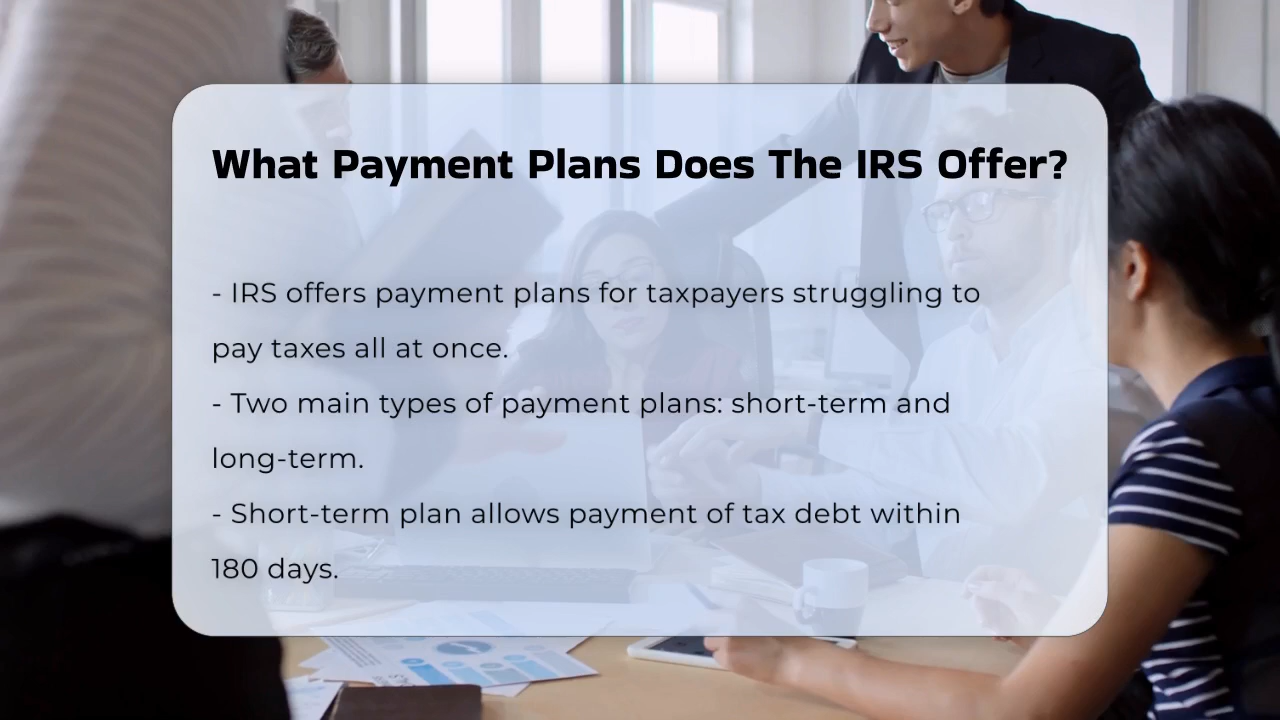 What Payment Plans Does The IRS Offer?
- IRS offers payment plans for taxpayers struggling to
pay taxes all at once.
- Two main types of payment plans: short-term and
long-term.
- Short-term plan allows payment of tax debt within
180 days.